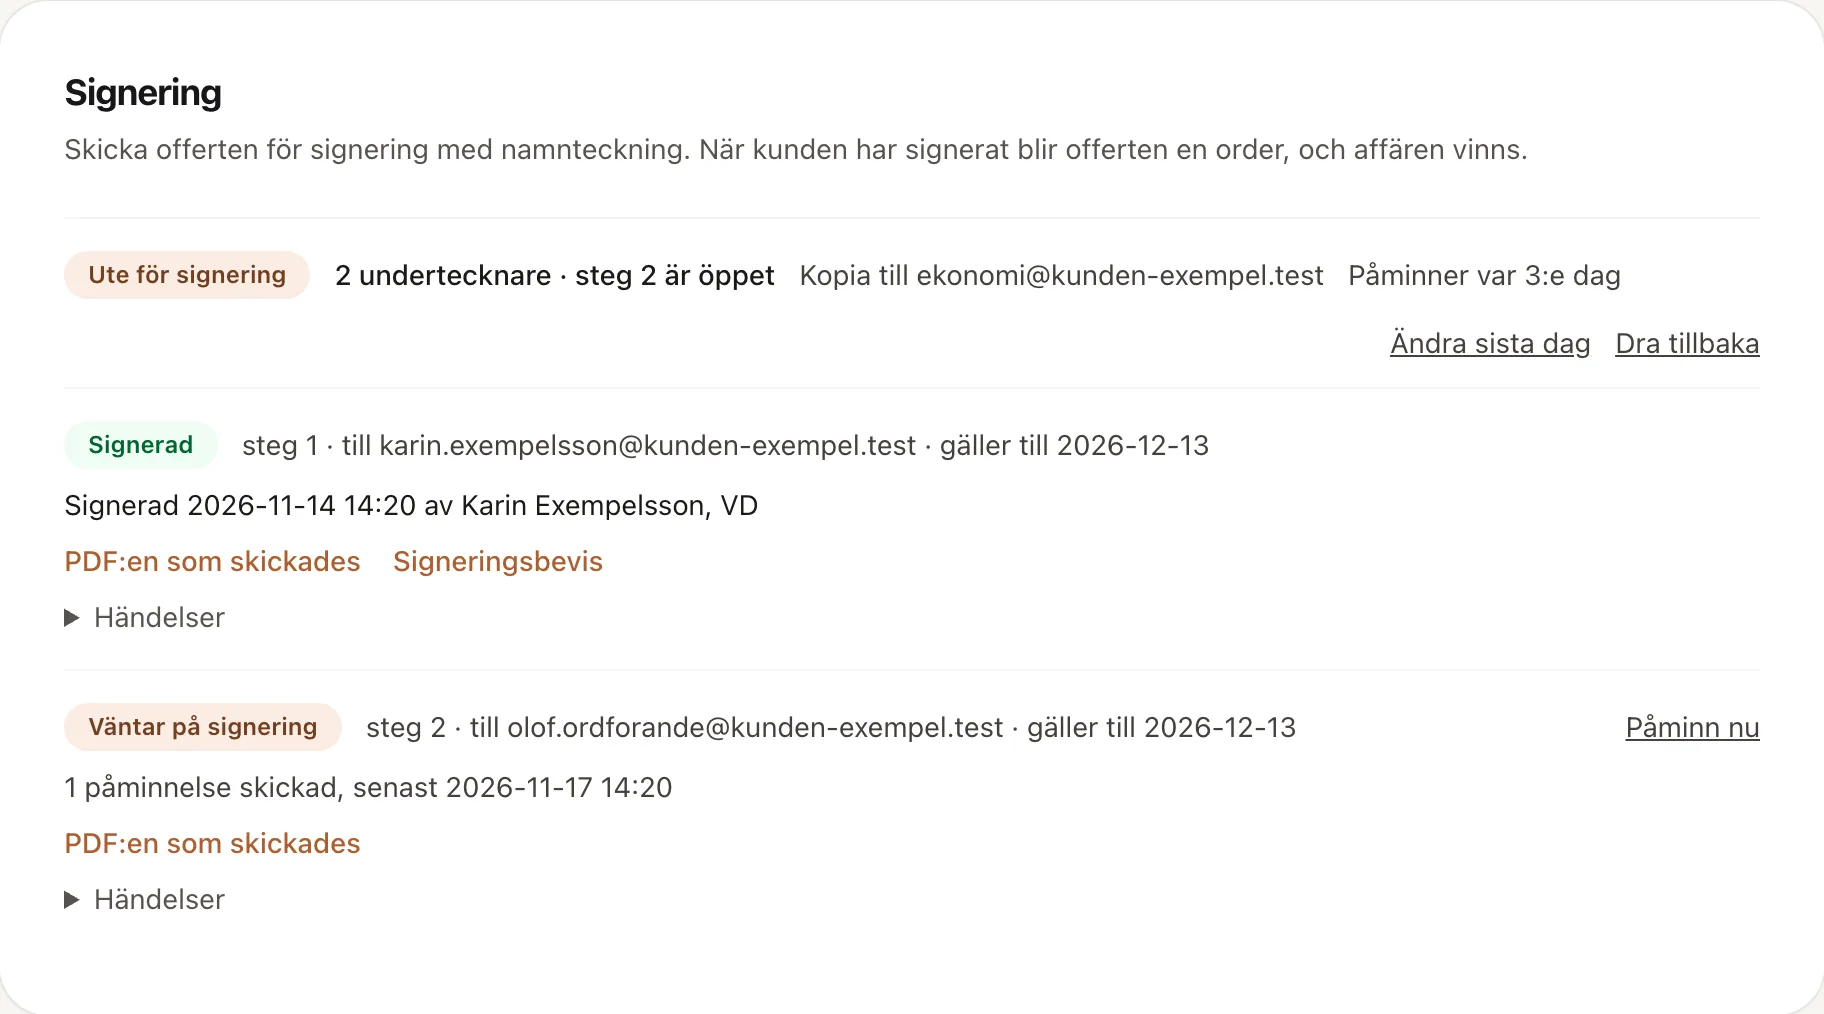 Signering
Skicka offerten för signering med namnteckning. När kunden har signerat blir offerten en order, och affären vinns.
Ute för signering 2 undertecknare · steg 2 är öppet Kopia till ekonomi@kunden-exempel.test Påminner var 3:e dag
Ändra sista dag Dra tillbaka
Signerad steg 1 · till karin.exempelsson@kunden-exempel.test · gäller till 2026-12-13
Signerad 2026-11-14 14:20 av Karin Exempelsson, VD
PDF:en som skickades Signeringsbevis
▶ Händelser
Väntar på signering steg 2 · till olof.ordforande@kunden-exempel.test · gäller till 2026-12-13 Påminn nu
1 påminnelse skickad, senast 2026-11-17 14:20
PDF:en som skickades
▶ Händelser